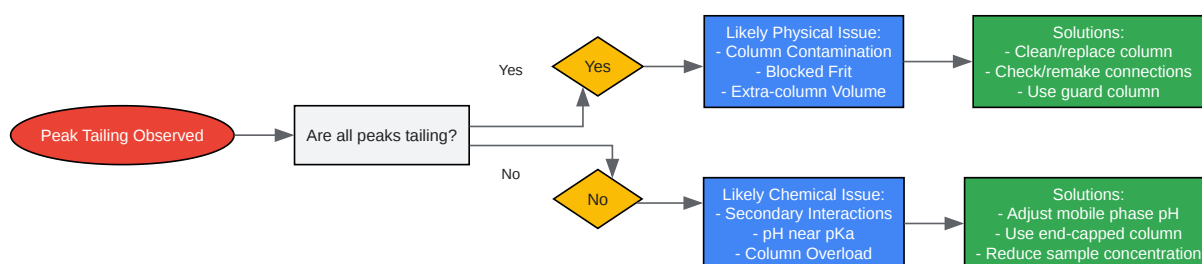 Peak Tailing Observed
Are all peaks tailing?
Yes
Yes
Likely Physical Issue:
- Column Contamination
- Blocked Frit
- Extra-column Volume
Solutions:
- Clean/replace column
- Check/remake connections
- Use guard column
No
No
Likely Chemical Issue:
- Secondary Interactions
- pH near pKa
- Column Overload
Solutions:
- Adjust mobile phase pH
- Use end-capped column
- Reduce sample concentration